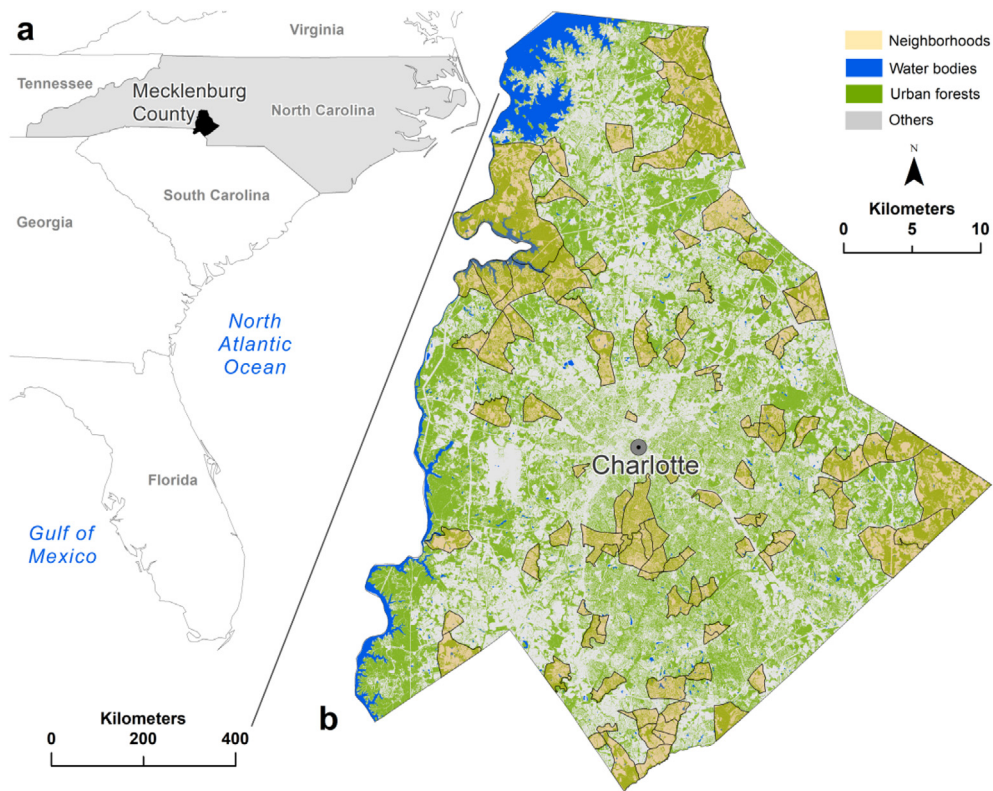 a
Virginia
Tennessee
Mecklenburg
County
North Carolina
South Carolina
Georgia
North
Atlantic
Ocean
Florida
Gulf of
Mexico
Kilometers
0 200 400
b
Charlotte
Neighborhoods
Water bodies
Urban forests
Others
N
Kilometers
0 5 10